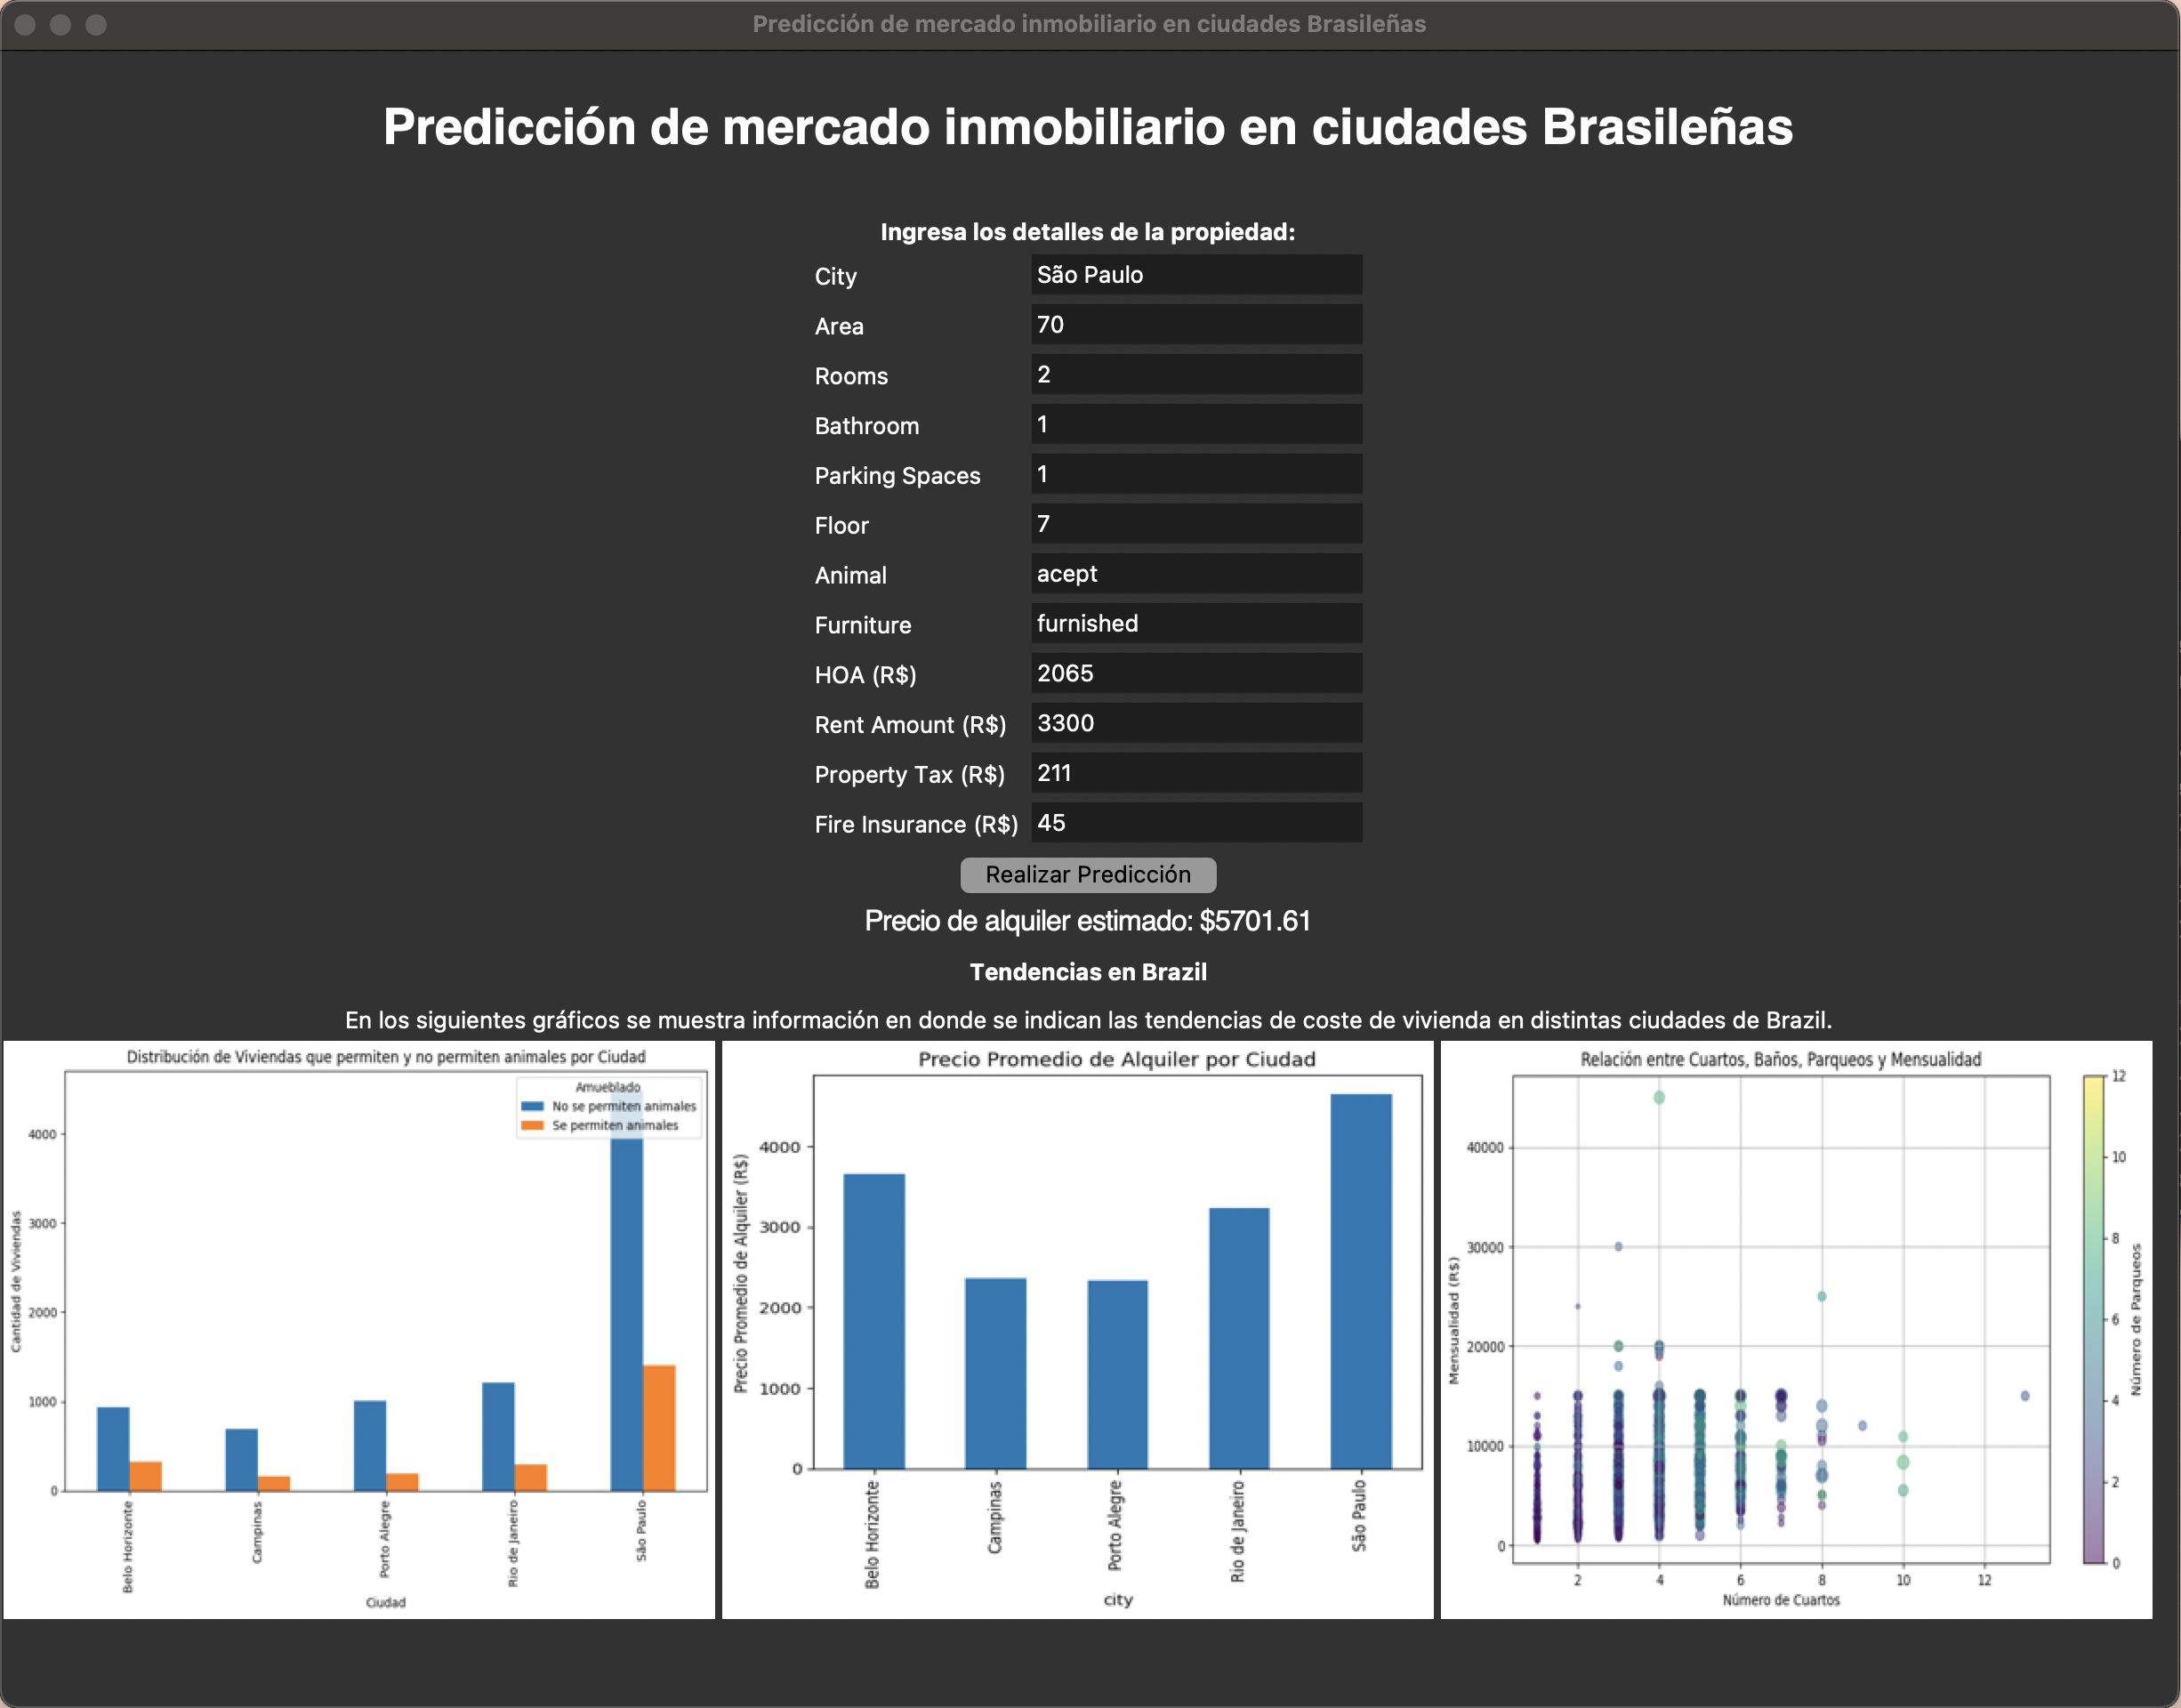 Predicción de mercado inmobiliario en ciudades Brasileñas
Predicción de mercado inmobiliario en ciudades Brasileñas
Ingresa los detalles de la propiedad:
City São Paulo
Area 70
Rooms 2
Bathroom 1
Parking Spaces 1
Floor 7
Animal acept
Furniture furnished
HOA (R$) 2065
Rent Amount (R$) 3300
Property Tax (R$) 211
Fire Insurance (R$) 45
Realizar Predicción
Precio de alquiler estimado: $5701.61
Tendencias en Brazil
En los siguientes gráficos se muestra información en donde se indican las tendencias de coste de vivienda en distintas ciudades de Brazil.
Distribución de Viviendas que permiten y no permiten animales por Ciudad
Amueblado
No se permiten animales
Se permiten animales
Cantidad de Viviendas
4000
3000
2000
1000
0
Belo Horizonte
Campinas
Porto Alegre
Rio de Janeiro
São Paulo
Ciudad
Precio Promedio de Alquiler por Ciudad
Precio Promedio de Alquiler (R$)
4000
3000
2000
1000
0
Belo Horizonte
Campinas
Porto Alegre
Rio de Janeiro
São Paulo
city
Relación entre Cuartos, Baños, Parqueos y Mensualidad
Mensualidad (R$)
40000
30000
20000
10000
0
2 4 6 8 10 12
Número de Cuartos
12
10
8
6
4
2
0
Número de Parqueos